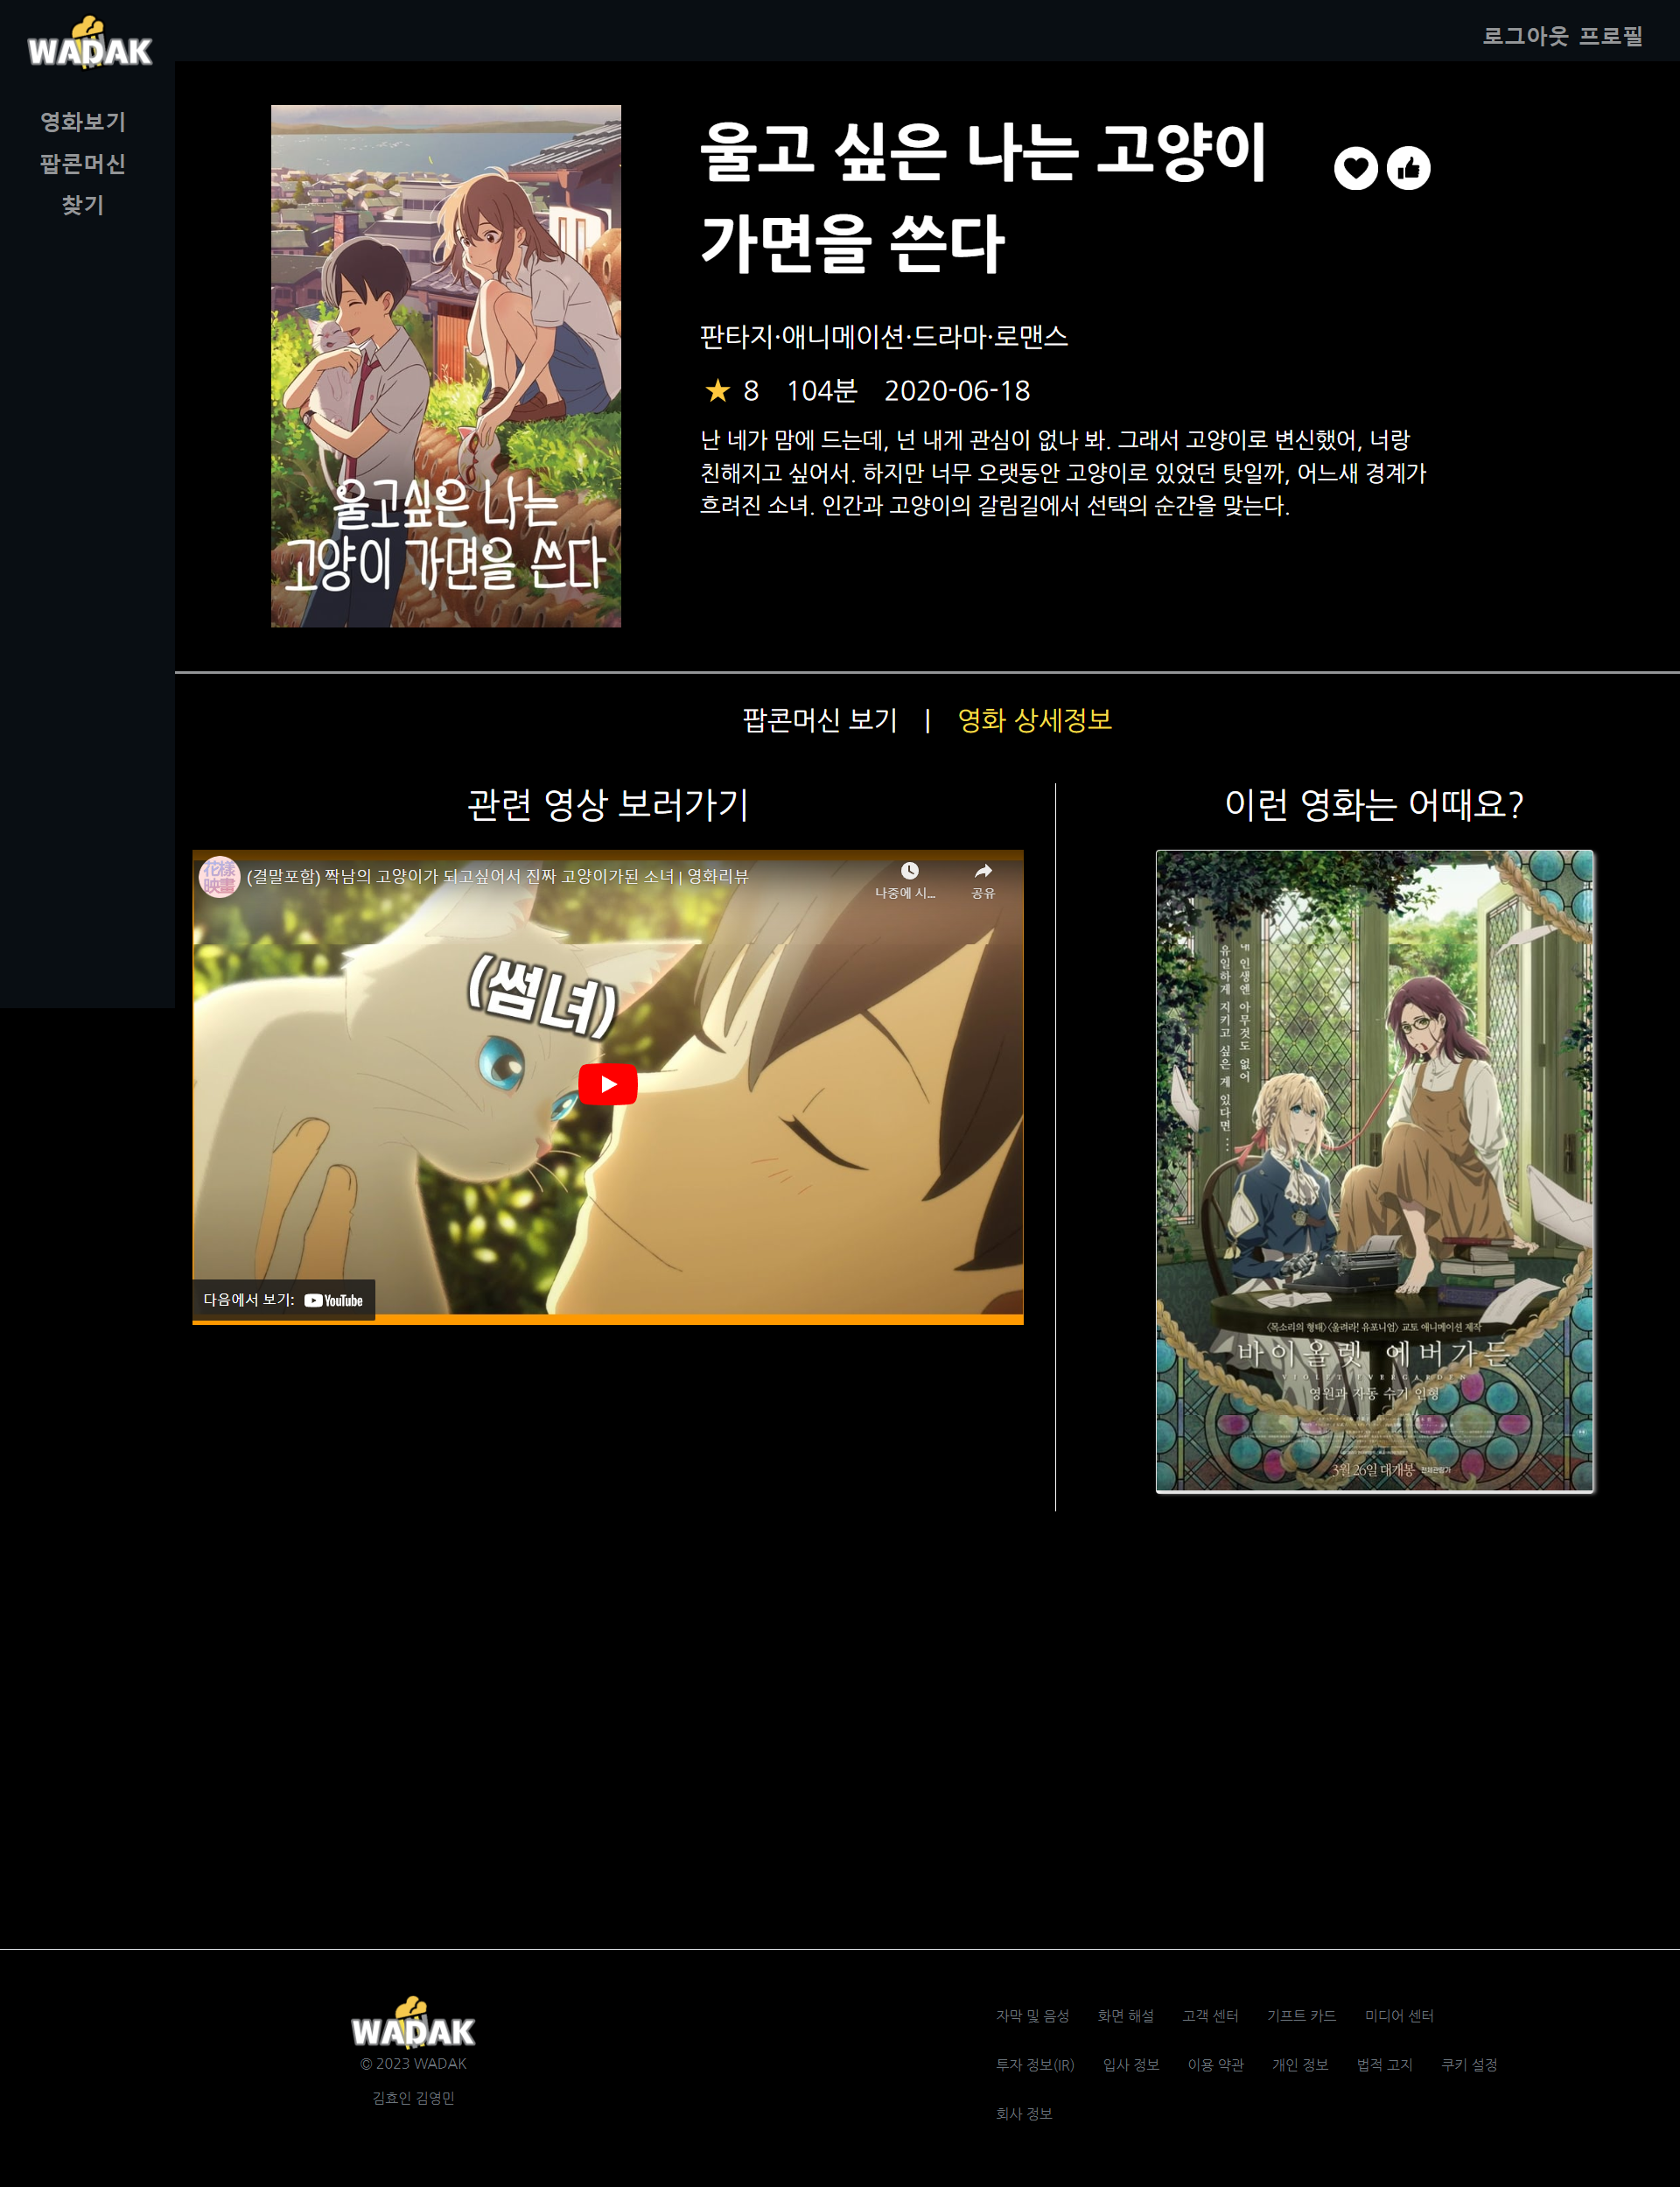 WADAK
로그아웃 프로필
영화보기
팝콘머신
찾기
울고싶은 나는
고양이 가면을 쓴다
울고 싶은 나는 고양이
가면을 쓴다
판타지·애니메이션·드라마·로맨스
★ 8 104분 2020-06-18
난 네가 맘에 드는데, 넌 내게 관심이 없나 봐. 그래서 고양이로 변신했어, 너랑
친해지고 싶어서. 하지만 너무 오랫동안 고양이로 있었던 탓일까, 어느새 경계가
흐려진 소녀. 인간과 고양이의 갈림길에서 선택의 순간을 맞는다.
팝콘머신 보기 | 영화 상세정보
관련 영상 보러가기
花樣
映畫
(결말포함) 짝남의 고양이가 되고싶어서 진짜 고양이가된 소녀 | 영화리뷰
나중에 시...
공유
(썸녀)
다음에서 보기: YouTube
이런 영화는 어때요?
내 인생엔 아무것도 없어
유일하게 지키고 싶은 게 있다면 ...
<목소리의 형태> <울려라! 유포니엄> 교토 애니메이션 제작
바이올렛 에버가든
VIOLET EVERGARDEN
영원과 자동 수기 인형
3월 26일 대개봉 전체관람가
WADAK
© 2023 WADAK
김효인 김영민
자막 및 음성 화면 해설 고객 센터 기프트 카드 미디어 센터
투자 정보(IR) 입사 정보 이용 약관 개인 정보 법적 고지 쿠키 설정
회사 정보